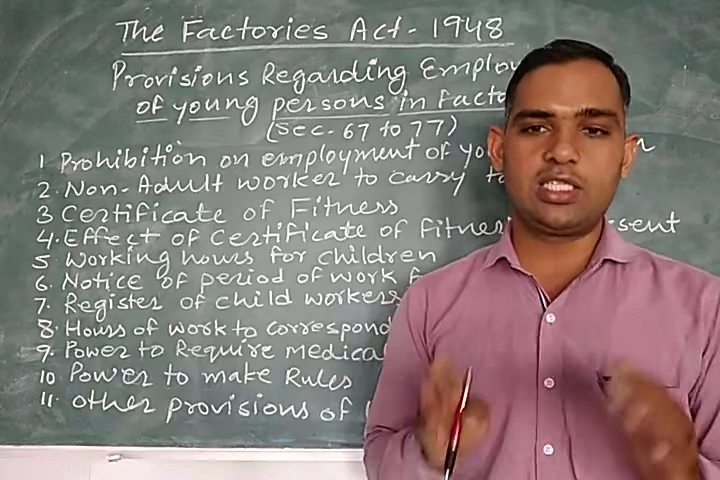 The Factories Act - 1948
Provisions Regarding Employ
of young persons in facto
(Sec. 67 to 77)
1 Prohibition on employment of yo n
2. Non-Adult worker to carry to
3 Certificate of Fitness
4. Effect of Certificate of fitness sent
5 Working hours for children
6. Notice of period of work f
7. Register of child workers
8. Hours of work to correspond
9. Power to Require medical
10 Power to make Rules
11. other provisions of